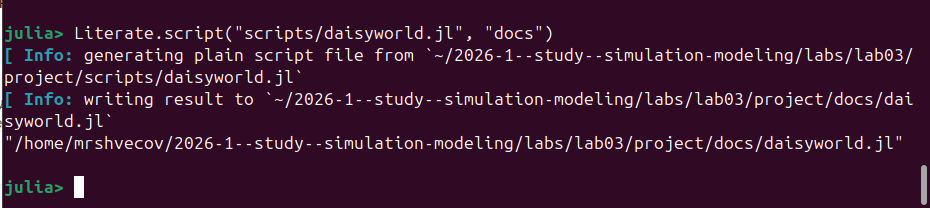 julia> Literate.script("scripts/daisyworld.jl", "docs")
[ Info: generating plain script file from `~/2026-1--study--simulation-modeling/labs/lab03/
project/scripts/daisyworld.jl`
[ Info: writing result to `~/2026-1--study--simulation-modeling/labs/lab03/project/docs/dai
syworld.jl`
"/home/mrshvecov/2026-1--study--simulation-modeling/labs/lab03/project/docs/daisyworld.jl"
julia>